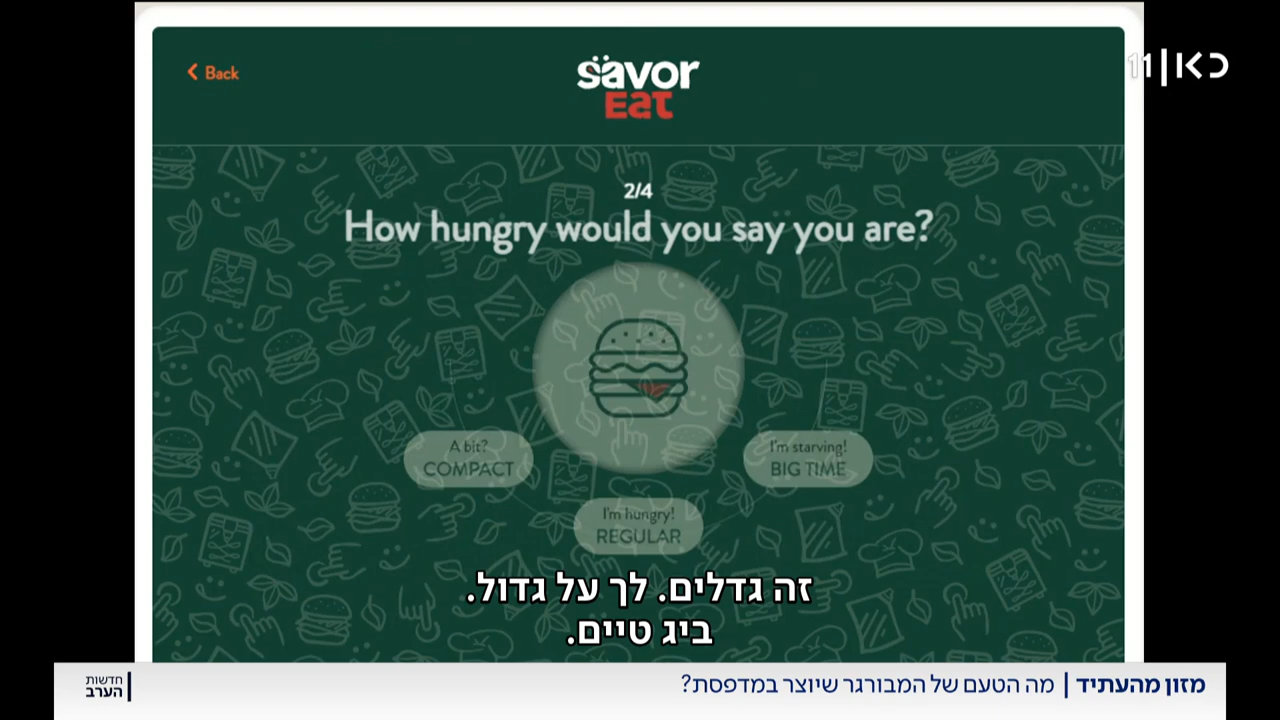 Back
savor
Eat
כאן 11
2/4
How hungry would you say you are?
A bit?
COMPACT
I'm starving!
BIG TIME
I'm hungry!
REGULAR
זה גדלים. לך על גדול.
ביג טיים.
מזון מהעתיד | מה הטעם של המבורגר שיוצר במדפסת?
חדשות
הערב